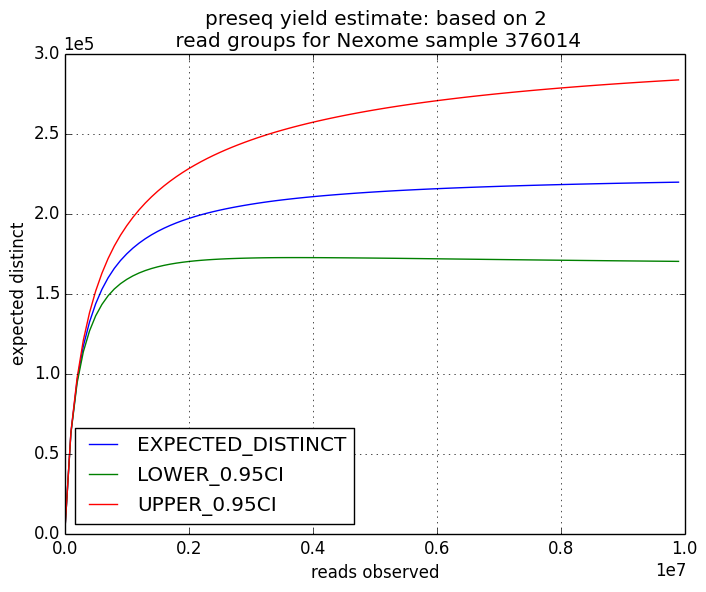 preseq yield estimate: based on 2
read groups for Nexome sample 376014
1e5
3.0
2.5
2.0
1.5
1.0
0.5
0.0
expected distinct
EXPECTED_DISTINCT
LOWER_0.95CI
UPPER_0.95CI
0.0 0.2 0.4 0.6 0.8 1.0
reads observed
1e7